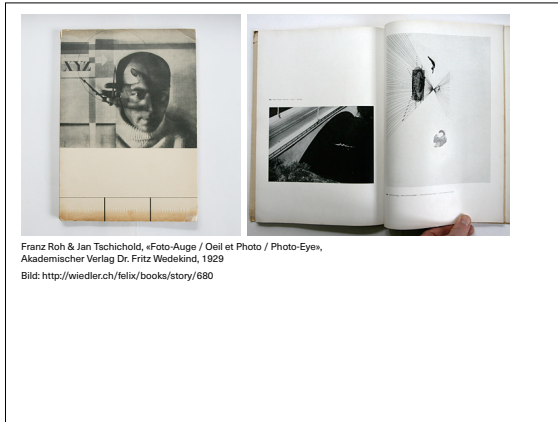 XYZ
Franz Roh & Jan Tschichold, «Foto-Auge / Oeil et Photo / Photo-Eye»,
Akademischer Verlag Dr. Fritz Wedekind, 1929
Bild: http://wiedler.ch/felix/books/story/680